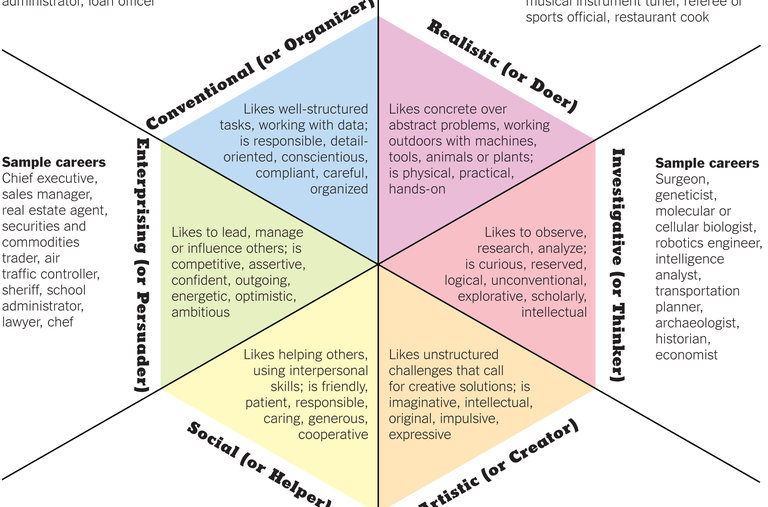 administrator, loan officer
musical instrument tuner, referee or
sports official, restaurant cook
Conventional (or Organizer)
Likes well-structured
tasks, working with data;
is responsible, detail-
oriented, conscientious,
compliant, careful,
organized
Realistic (or Doer)
Likes concrete over
abstract problems, working
outdoors with machines,
tools, animals or plants;
is physical, practical,
hands-on
Sample careers
Chief executive,
sales manager,
real estate agent,
securities and
commodities
trader, air
traffic controller,
sheriff, school
administrator,
lawyer, chef
Enterprising (or Persuader)
Likes to lead, manage
or influence others; is
competitive, assertive,
confident, outgoing,
energetic, optimistic,
ambitious
Likes to observe,
research, analyze;
is curious, reserved,
logical, unconventional,
explorative, scholarly,
intellectual
Investigative (or Thinker)
Sample careers
Surgeon,
geneticist,
molecular or
cellular biologist,
robotics engineer,
intelligence
analyst,
transportation
planner,
archaeologist,
historian,
economist
Likes helping others,
using interpersonal
skills; is friendly,
patient, responsible,
caring, generous,
cooperative
Social (or Helper)
Likes unstructured
challenges that call
for creative solutions; is
imaginative, intellectual,
original, impulsive,
expressive
Artistic (or Creator)